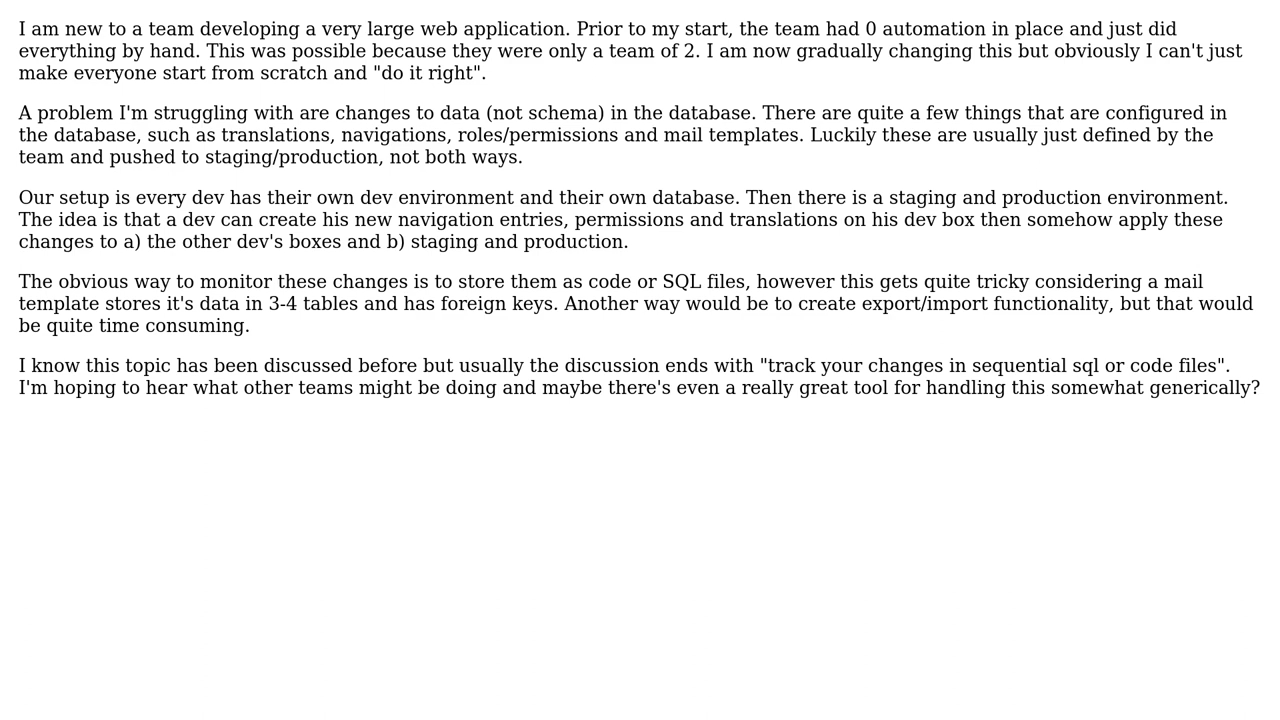 I am new to a team developing a very large web application. Prior to my start, the team had 0 automation in place and just did
everything by hand. This was possible because they were only a team of 2. I am now gradually changing this but obviously I can't just
make everyone start from scratch and "do it right".
A problem I'm struggling with are changes to data (not schema) in the database. There are quite a few things that are configured in
the database, such as translations, navigations, roles/permissions and mail templates. Luckily these are usually just defined by the
team and pushed to staging/production, not both ways.
Our setup is every dev has their own dev environment and their own database. Then there is a staging and production environment.
The idea is that a dev can create his new navigation entries, permissions and translations on his dev box then somehow apply these
changes to a) the other dev's boxes and b) staging and production.
The obvious way to monitor these changes is to store them as code or SQL files, however this gets quite tricky considering a mail
template stores it's data in 3-4 tables and has foreign keys. Another way would be to create export/import functionality, but that would
be quite time consuming.
I know this topic has been discussed before but usually the discussion ends with "track your changes in sequential sql or code files".
I'm hoping to hear what other teams might be doing and maybe there's even a really great tool for handling this somewhat generically?